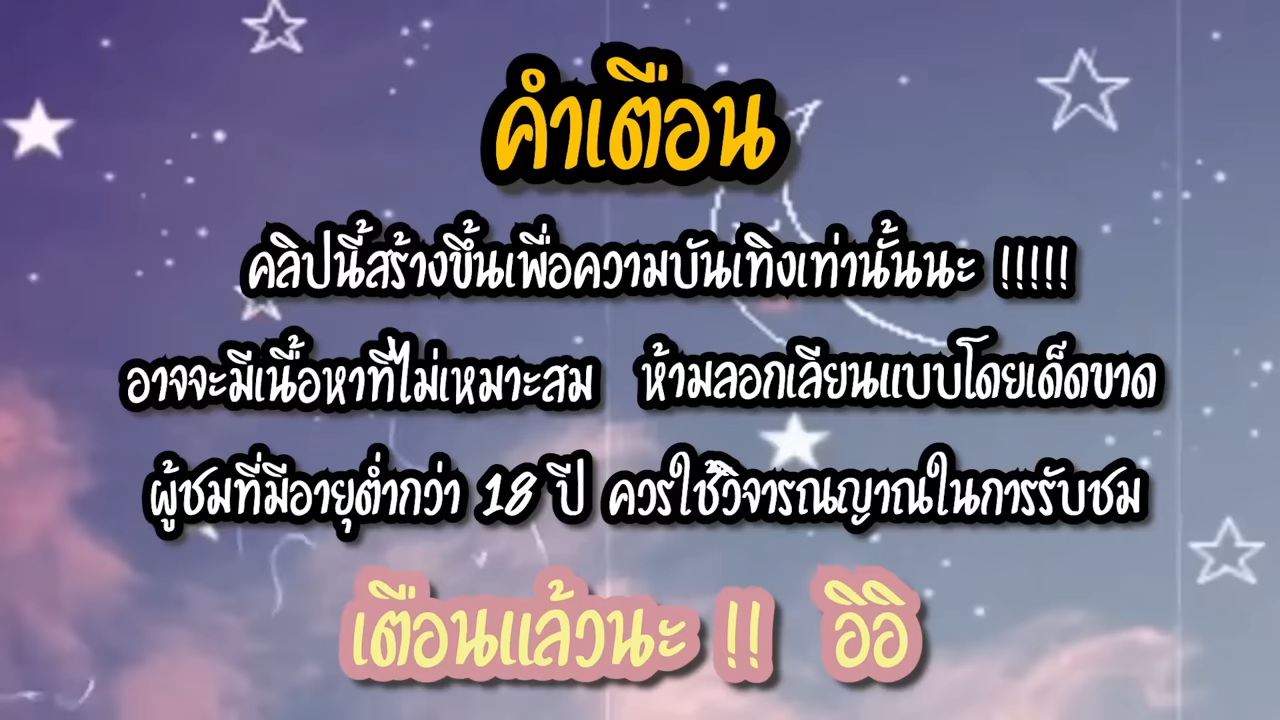 คำเตือน
คลิปนี้สร้างขึ้นเพื่อความบันเทิงเท่านั้นนะ !!!!!
อาจจะมีเนื้อหาที่ไม่เหมาะสม ห้ามลอกเลียนแบบโดยเด็ดขาด
ผู้ชมที่มีอายุต่ำกว่า 18 ปี ควรใช้วิจารณญาณในการรับชม
เตือนแล้วนะ !! อิอิ